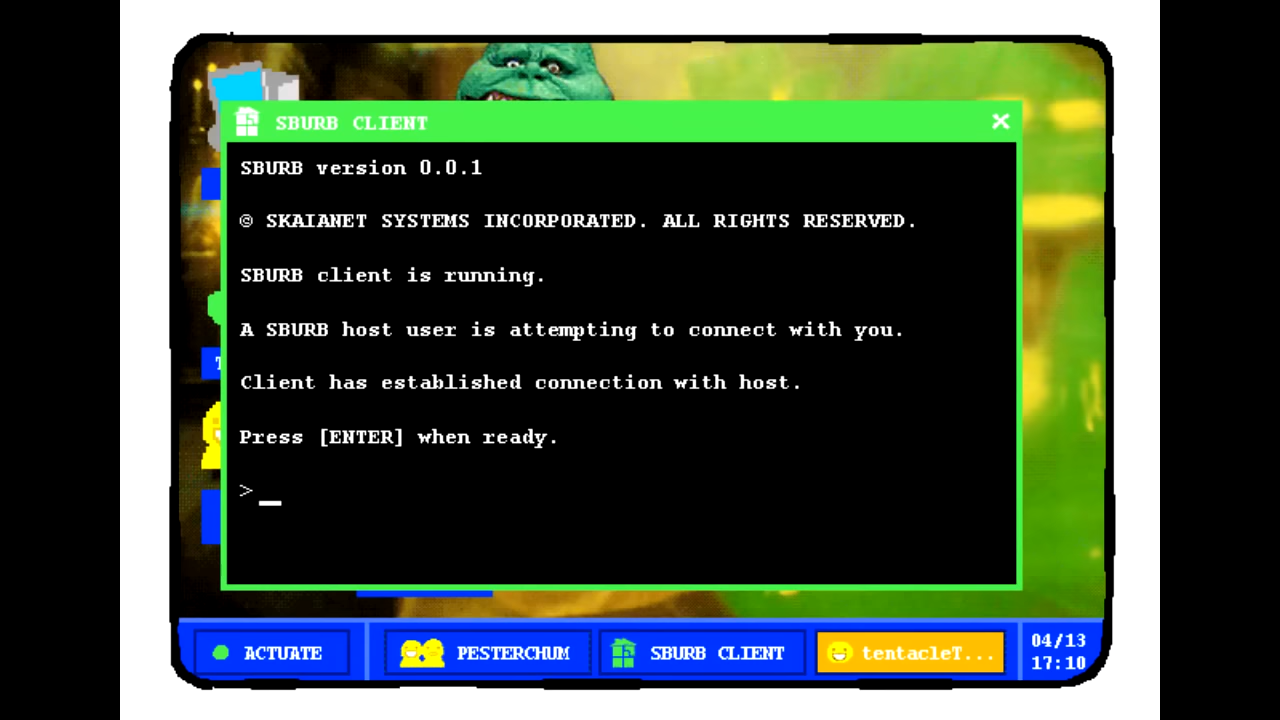 SBURB CLIENT
SBURB version 0.0.1
© SKAIANET SYSTEMS INCORPORATED. ALL RIGHTS RESERVED.
SBURB client is running.
A SBURB host user is attempting to connect with you.
Client has established connection with host.
Press [ENTER] when ready.
>_
T
ACTUATE
PESTERCHUM
SBURB CLIENT
tentacleT...
04/13
17:10